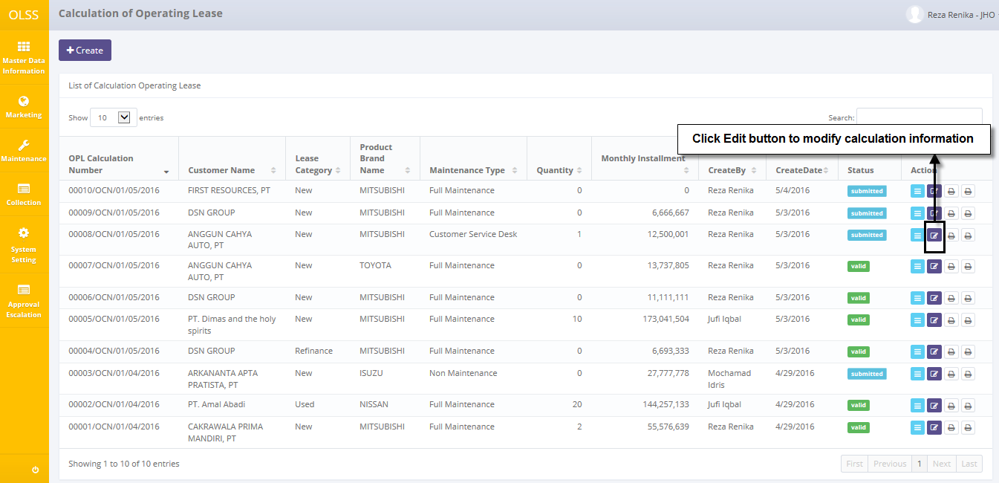 OLSS
Calculation of Operating Lease
Reza Renika - JHO
Master Data
Information
Marketing
Maintenance
Collection
System
Setting
Approval
Escalation
Create
List of Calculation Operating Lease
Show 10 entries
Search:
Click Edit button to modify calculation information
OPL Calculation
Number
Customer Name
Lease
Category
Product
Brand
Name
Maintenance Type
Quantity
Monthly Installment
CreateBy
CreateDate
Status
Action
00010/OCN/01/05/2016 FIRST RESOURCES, PT New MITSUBISHI Full Maintenance 0 0 Reza Renika 5/4/2016 submitted
00009/OCN/01/05/2016 DSN GROUP New MITSUBISHI Full Maintenance 0 6,666,667 Reza Renika 5/3/2016 submitted
00008/OCN/01/05/2016 ANGGUN CAHYA New MITSUBISHI Customer Service Desk 1 12,500,001 Reza Renika 5/3/2016 submitted
AUTO, PT
00007/OCN/01/05/2016 ANGGUN CAHYA New TOYOTA Full Maintenance 0 13,737,805 Reza Renika 5/3/2016 valid
AUTO, PT
00006/OCN/01/05/2016 DSN GROUP New MITSUBISHI Full Maintenance 0 11,111,111 Reza Renika 5/3/2016 valid
00005/OCN/01/05/2016 PT. Dimas and the holy New MITSUBISHI Full Maintenance 10 173,041,504 Jufi Iqbal 5/3/2016 valid
spirits
00004/OCN/01/05/2016 DSN GROUP Refinance MITSUBISHI Full Maintenance 0 6,693,333 Reza Renika 5/3/2016 valid
00003/OCN/01/04/2016 ARKANANTA APTA New ISUZU Non Maintenance 0 27,777,778 Mochamad 4/29/2016 submitted
PRATISTA, PT Idris
00002/OCN/01/04/2016 PT. Amal Abadi Used NISSAN Full Maintenance 20 144,257,133 Jufi Iqbal 4/29/2016 valid
00001/OCN/01/04/2016 CAKRAWALA PRIMA New MITSUBISHI Full Maintenance 2 55,576,639 Reza Renika 4/29/2016 valid
MANDIRI, PT
Showing 1 to 10 of 10 entries
First Previous 1 Next Last